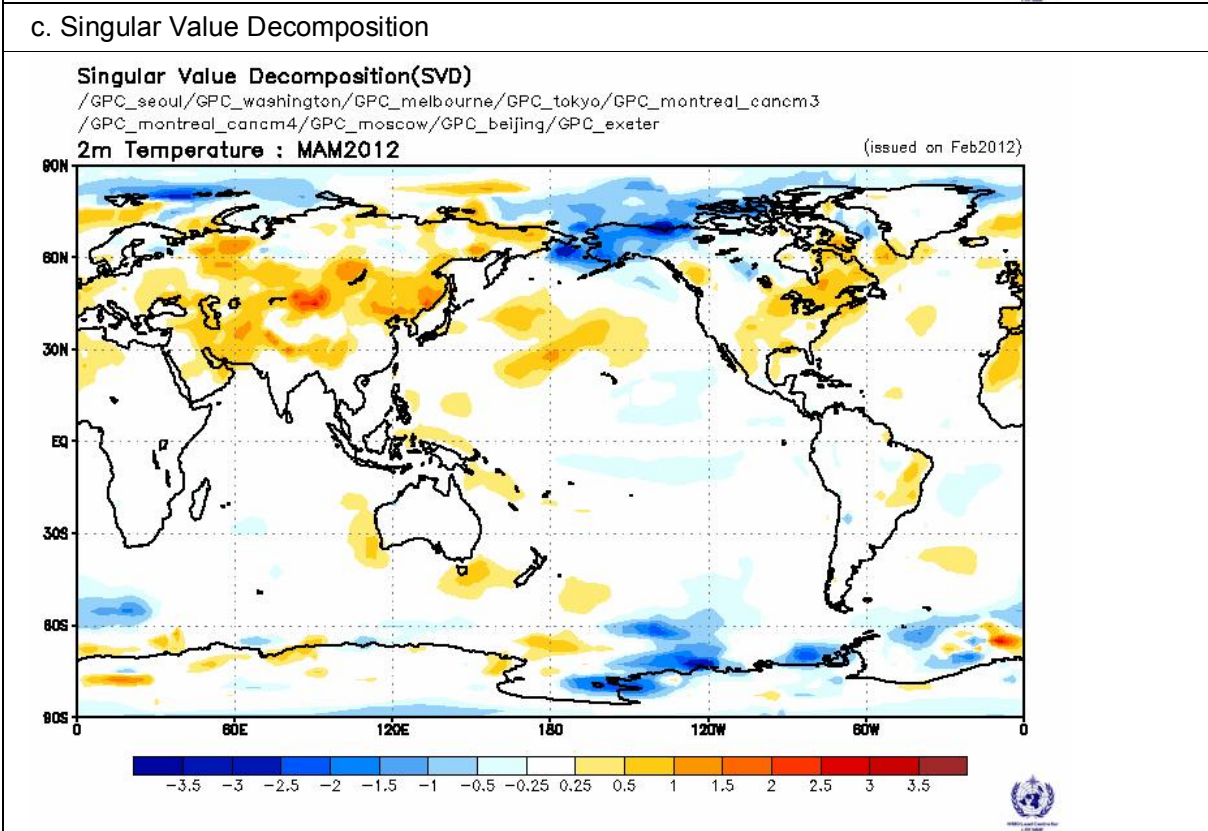 c. Singular Value Decomposition
Singular Value Decomposition(SVD)
/GPC_seoul/GPC_washington/GPC_melbourne/GPC_tokyo/GPC_montreal_cancm3
/GPC_montreal_cancm4/GPC_moscow/GPC_beijing/GPC_exeter
2m Temperature : MAM2012 (issued on Feb2012)
90N
60N
30N
EQ
30S
60S
90S
0 60E 120E 180 120W 60W 0
-3.5 -3 -2.5 -2 -1.5 -1 -0.5 -0.25 0.25 0.5 1 1.5 2 2.5 3 3.5